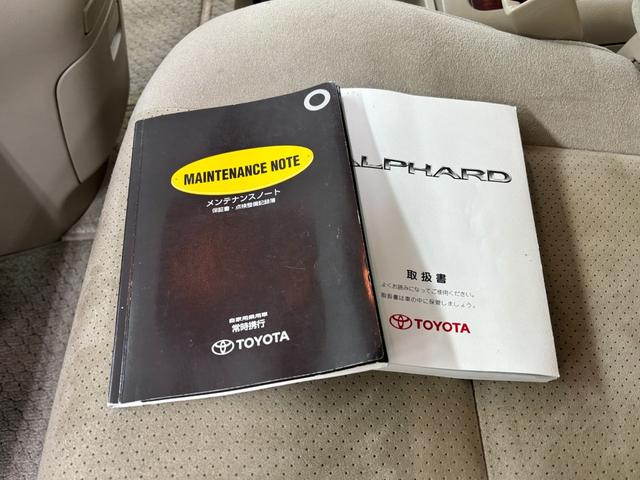 MAINTENANCE NOTE
メンテナンスノート
保証書・点検整備記録簿
自家用乗用車
常時携行
TOYOTA
ALPHARD
取扱書
よくお読みになってご使用ください。
取扱書は車の中に保管しましょう。
TOYOTA